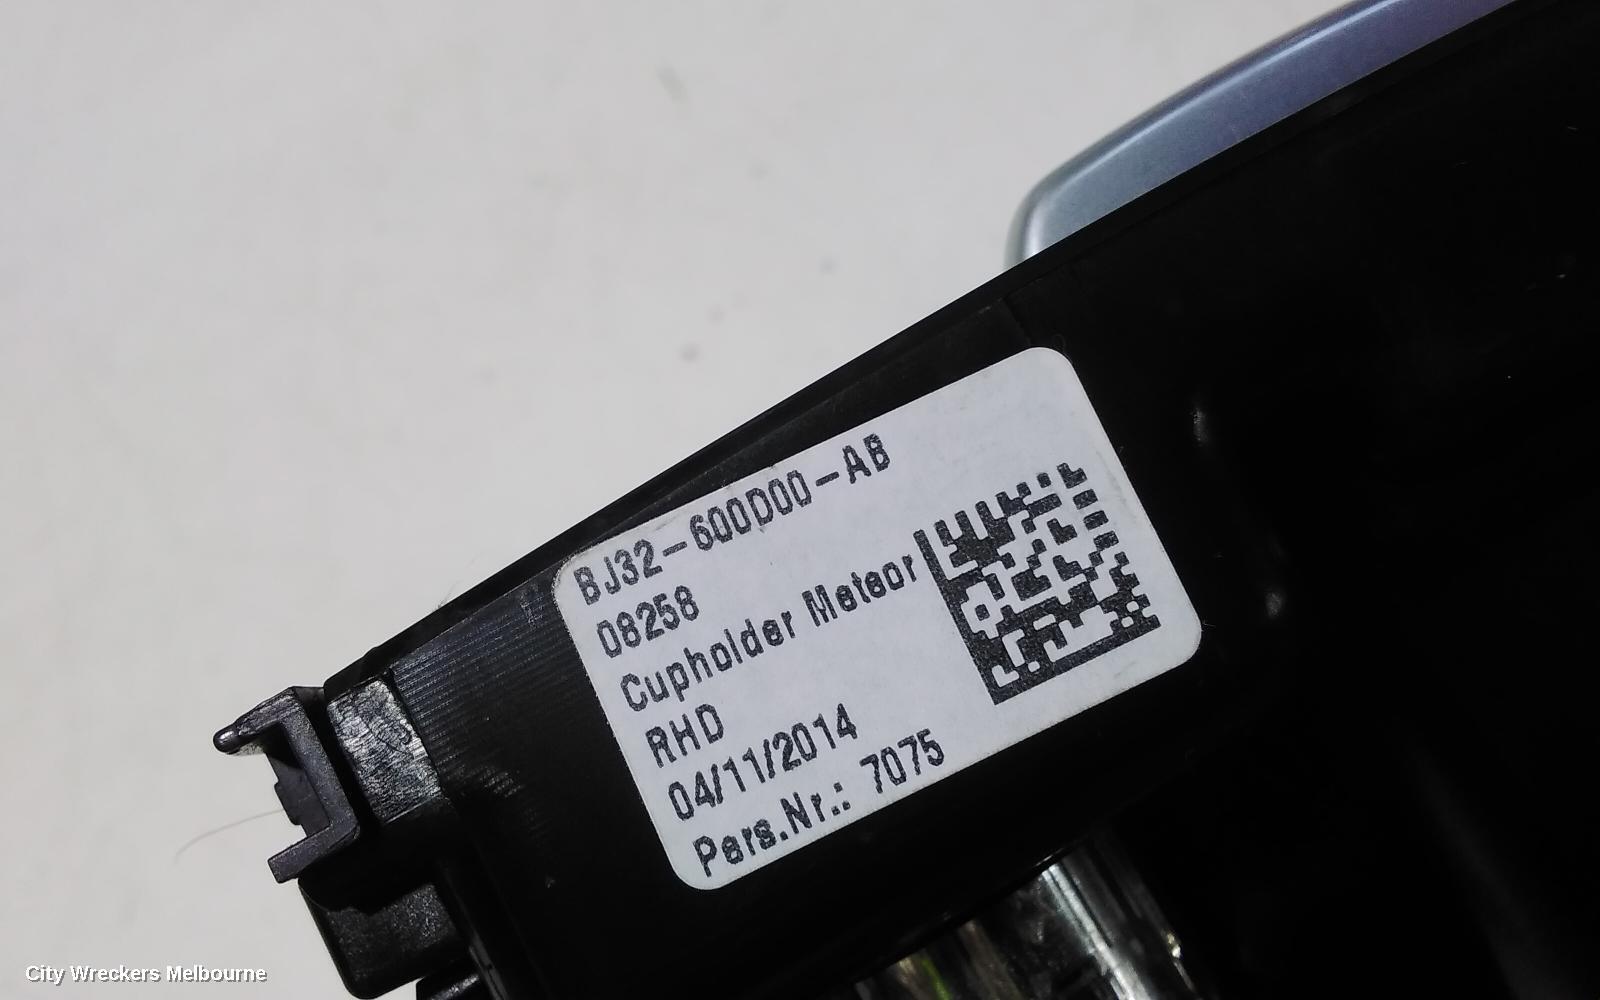 BJ32-600D00-AB
08258
Cupholder Meteor
RHD
04/11/2014
Pers.Nr.: 7075
City Wreckers Melbourne